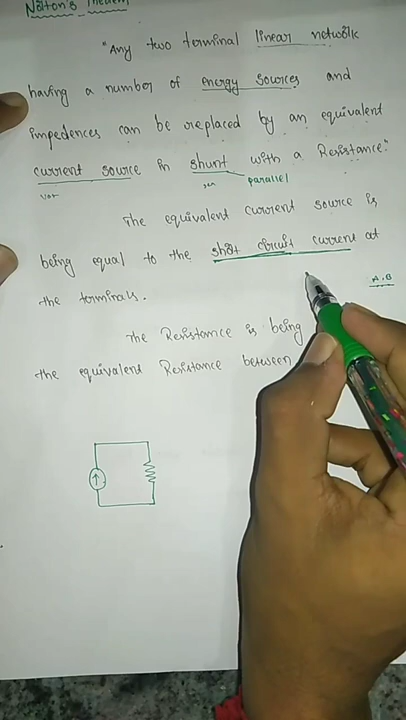 Norton's Theorem
"Any two terminal linear network
having a number of energy sources and
impedences can be replaced by an equivalent
current source in shunt with a Resistance."
parallel
The equivalent current source is
being equal to the short circuit current at
A.B
the terminals.
The Resistance is being
the equivalent Resistance between